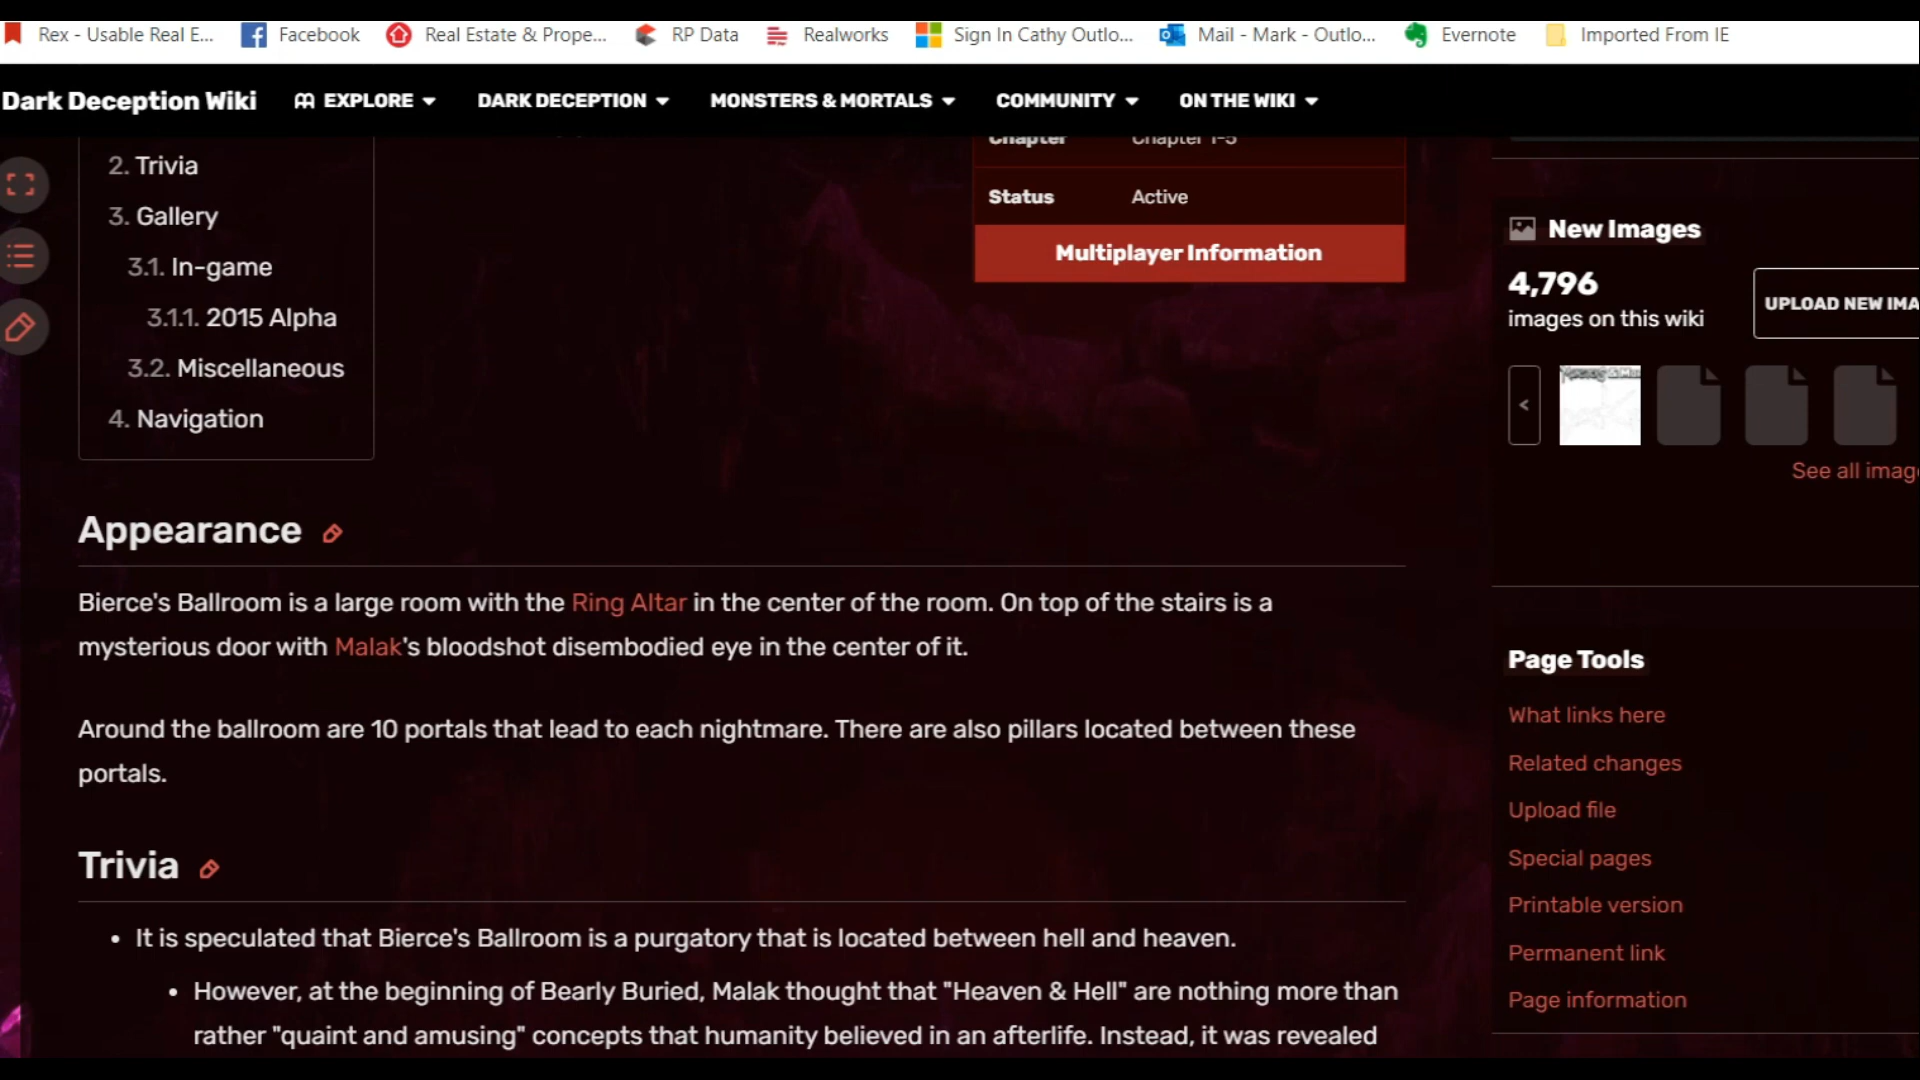 Rex - Usable Real E... Facebook Real Estate & Prope... RP Data Realworks Sign In Cathy Outlo... Mail - Mark - Outlo... Evernote Imported From IE
Dark Deception Wiki EXPLORE DARK DECEPTION MONSTERS & MORTALS COMMUNITY ON THE WIKI
2. Trivia
3. Gallery
3.1. In-game
3.1.1. 2015 Alpha
3.2. Miscellaneous
4. Navigation
Chapter Chapter 1-5
Status Active
Multiplayer Information
Appearance
Bierce's Ballroom is a large room with the Ring Altar in the center of the room. On top of the stairs is a
mysterious door with Malak's bloodshot disembodied eye in the center of it.
Around the ballroom are 10 portals that lead to each nightmare. There are also pillars located between these
portals.
Trivia
• It is speculated that Bierce's Ballroom is a purgatory that is located between hell and heaven.
• However, at the beginning of Bearly Buried, Malak thought that "Heaven & Hell" are nothing more than
rather "quaint and amusing" concepts that humanity believed in an afterlife. Instead, it was revealed
New Images
4,796
images on this wiki
UPLOAD NEW IMA
<
See all imag
Page Tools
What links here
Related changes
Upload file
Special pages
Printable version
Permanent link
Page information